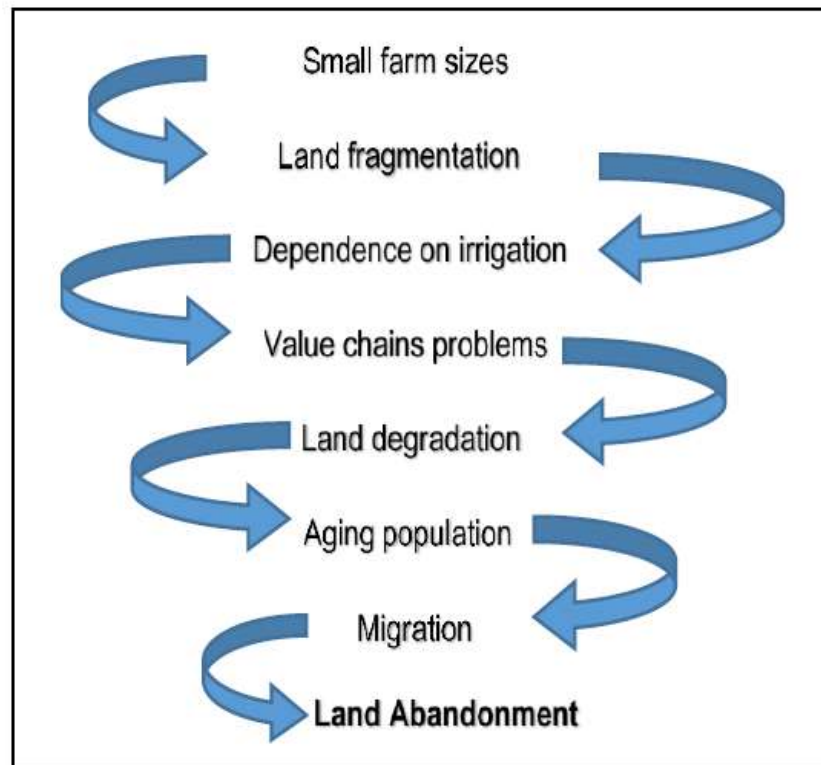 Small farm sizes
Land fragmentation
Dependence on irrigation
Value chains problems
Land degradation
Aging population
Migration
Land Abandonment